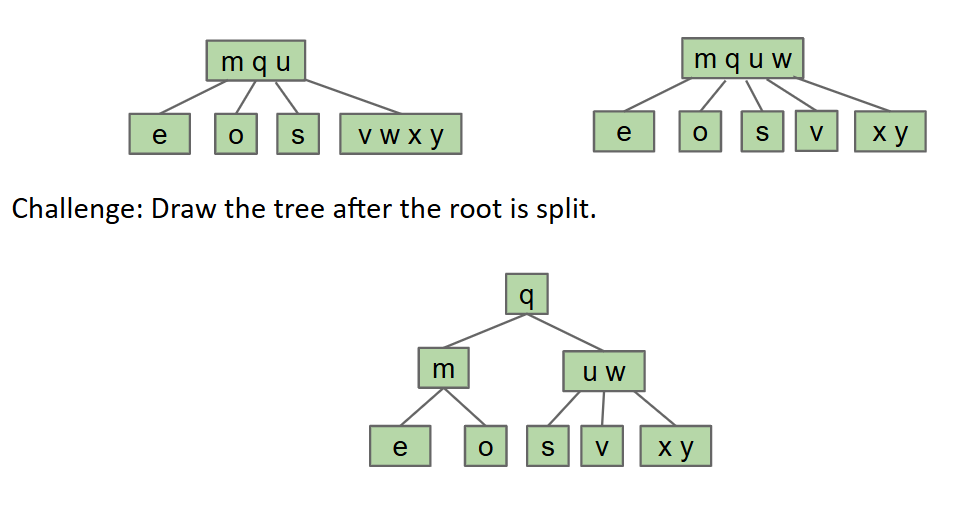 m q u
e o s v w x y
m q u w
e o s v x y
Challenge: Draw the tree after the root is split.
q
m u w
e o s v x y